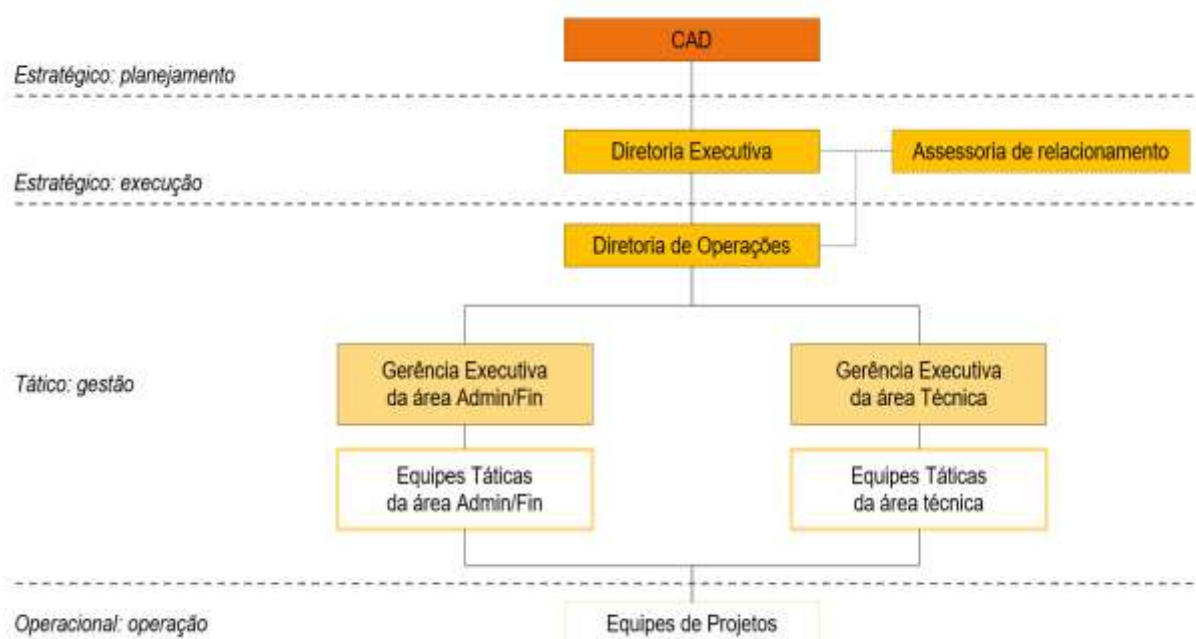 CAD
Estratégico: planejamento
Diretoria Executiva
Assessoria de relacionamento
Estratégico: execução
Diretoria de Operações
Gerência Executiva
da área Admin/Fin
Gerência Executiva
da área Técnica
Tático: gestão
Equipes Táticas
da área Admin/Fin
Equipes Táticas
da área técnica
Operacional: operação
Equipes de Projetos